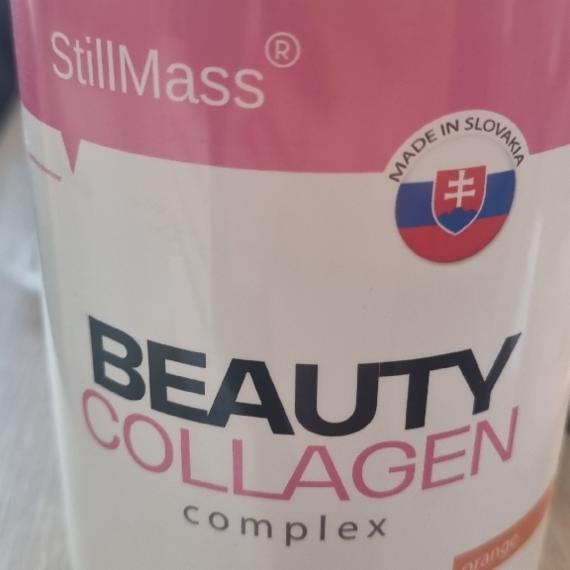 StillMass®
MADE IN SLOVAKIA
BEAUTY
COLLAGEN
complex
orange